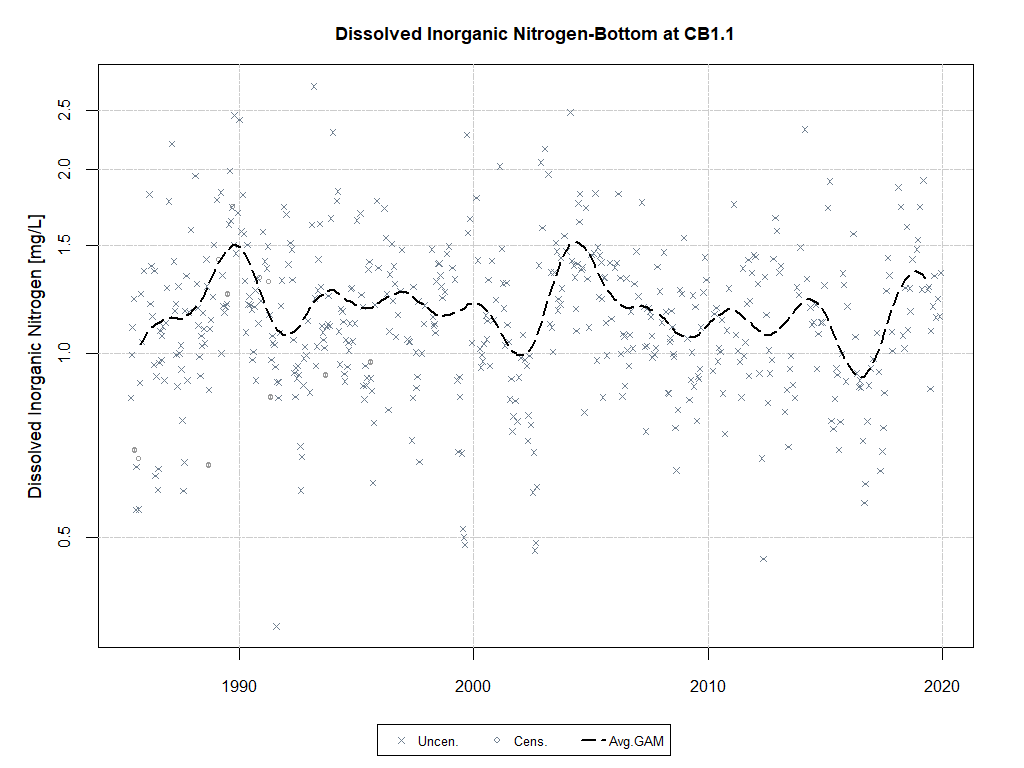 Dissolved Inorganic Nitrogen-Bottom at CB1.1
Dissolved Inorganic Nitrogen [mg/L]
2.5
2.0
1.5
1.0
0.5
1990 2000 2010 2020
Uncen. Cens. Avg.GAM